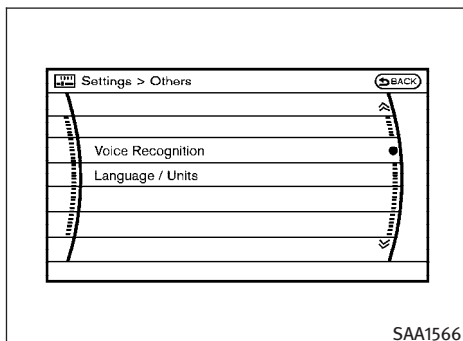 Settings > Others
BACK
Voice Recognition
Language / Units
SAA1566